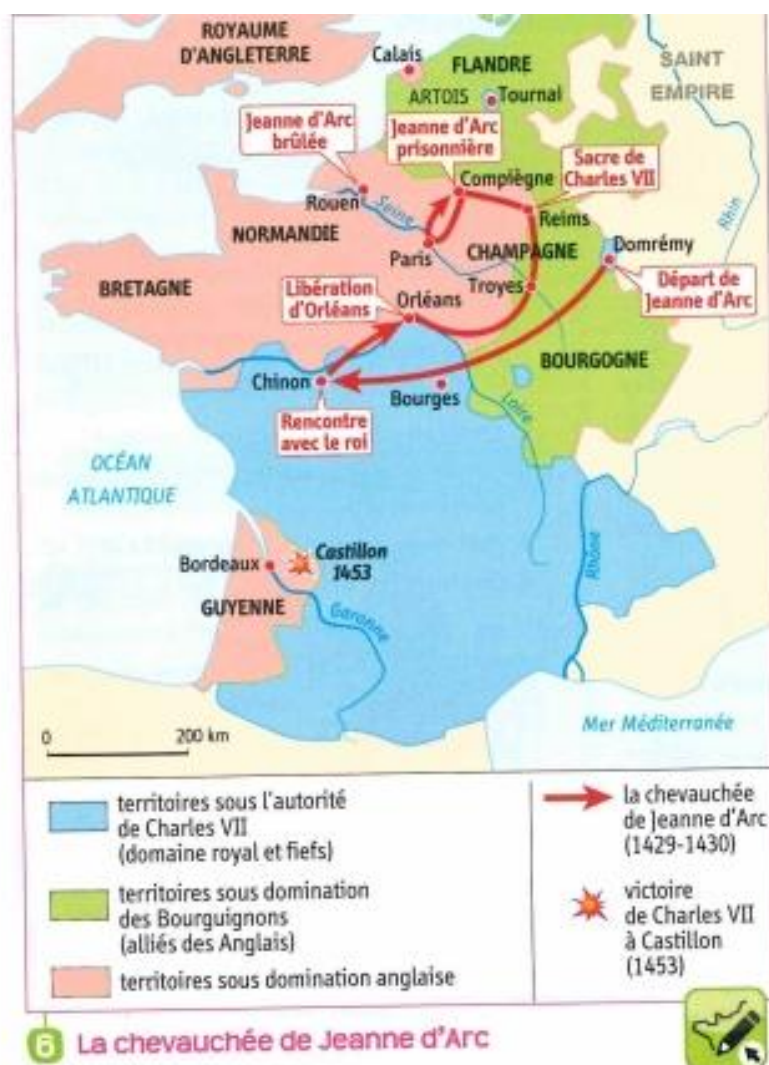 ROYAUME
D'ANGLETERRE
Calais
FLANDRE
SAINT
EMPIRE
ARTOIS
Tournai
Jeanne d'Arc
brûlée
Jeanne d'Arc
prisonnière
Sacre de
Charles VII
Compiègne
Rouen
Seine
Reims
Rhin
NORMANDIE
Paris
CHAMPAGNE
Domrémy
BRETAGNE
Libération
d'Orléans
Orléans
Troyes
Départ de
Jeanne d'Arc
BOURGOGNE
Chinon
Bourges
Loire
Rencontre
avec le roi
OCÉAN
ATLANTIQUE
Castillon
1453
Bordeaux
Rhône
GUYENNE
Garonne
Mer Méditerranée
0
200 km
territoires sous l'autorité
de Charles VII
(domaine royal et fiefs)
territoires sous domination
des Bourguignons
(alliés des Anglais)
territoires sous domination anglaise
la chevauchée
de Jeanne d'Arc
(1429-1430)
victoire
de Charles VII
à Castillon
(1453)
6 La chevauchée de Jeanne d'Arc